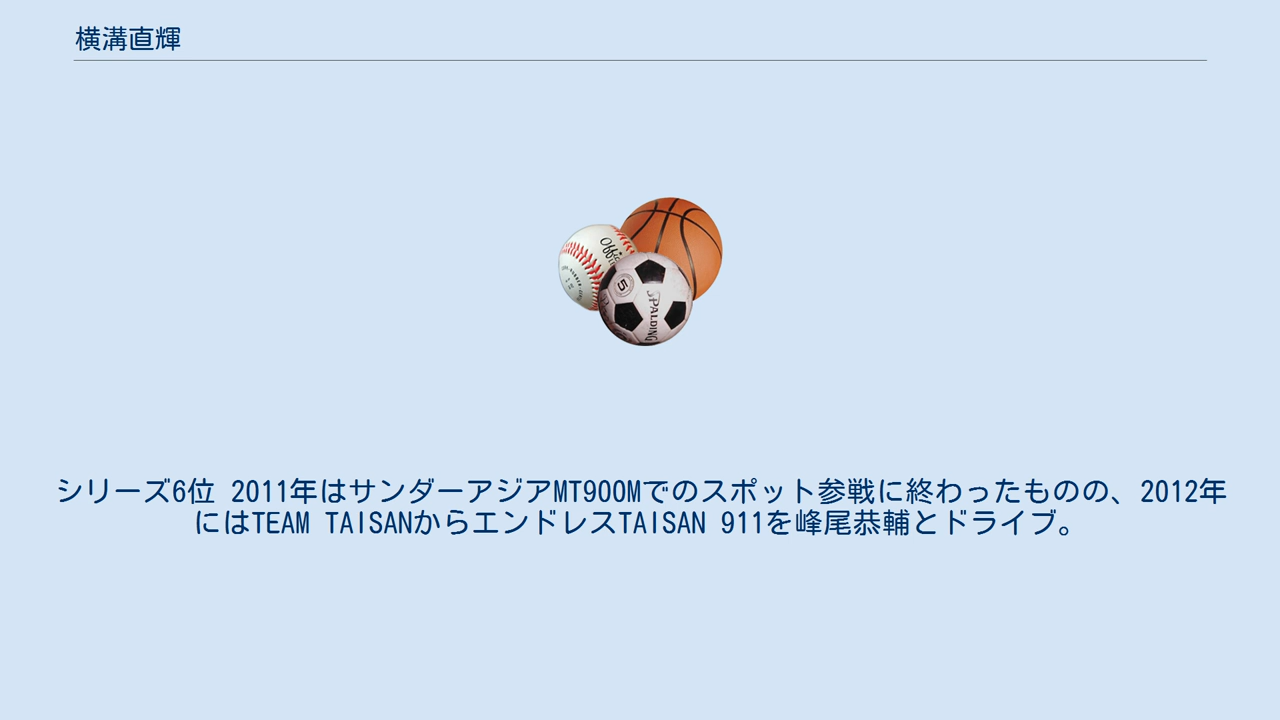 横溝直輝
Offici
5
SPALDING
シリーズ6位 2011年はサンダーアジアMT900Mでのスポット参戦に終わったものの、2012年
にはTEAM TAISANからエンドレスTAISAN 911を峰尾恭輔とドライブ。